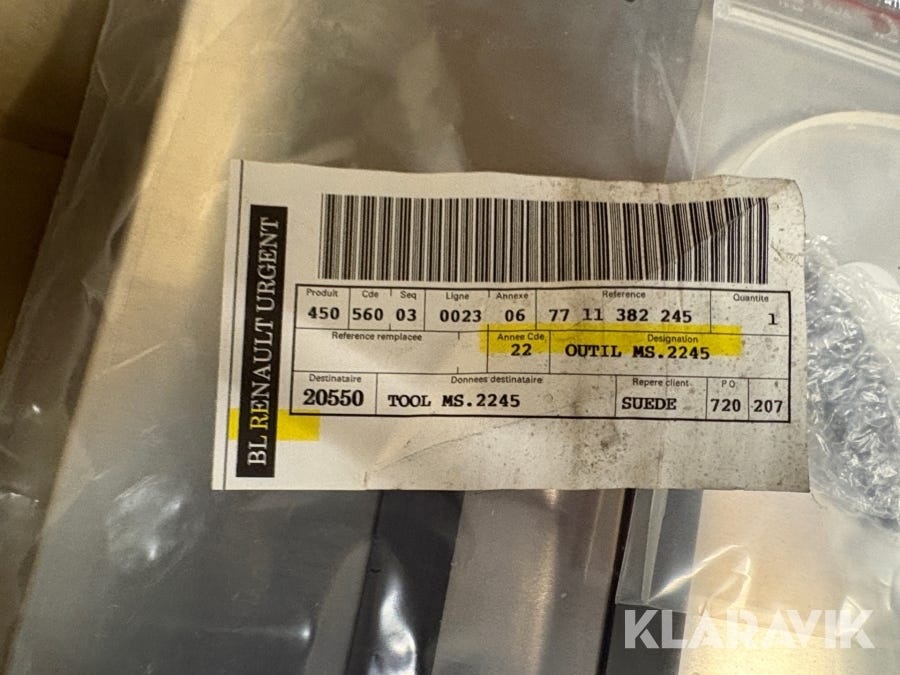 BL RENAULT URGENT
Produit Cde Seq Ligne Annexe Reference Quantite
450 560 03 0023 06 77 11 382 245 1
Reference remplacee Annee Cde Designation
22 OUTIL MS.2245
Destinataire Donnees destinataire Repere client P O
20550 TOOL MS.2245 SUEDE 720 207
KLARAVIK